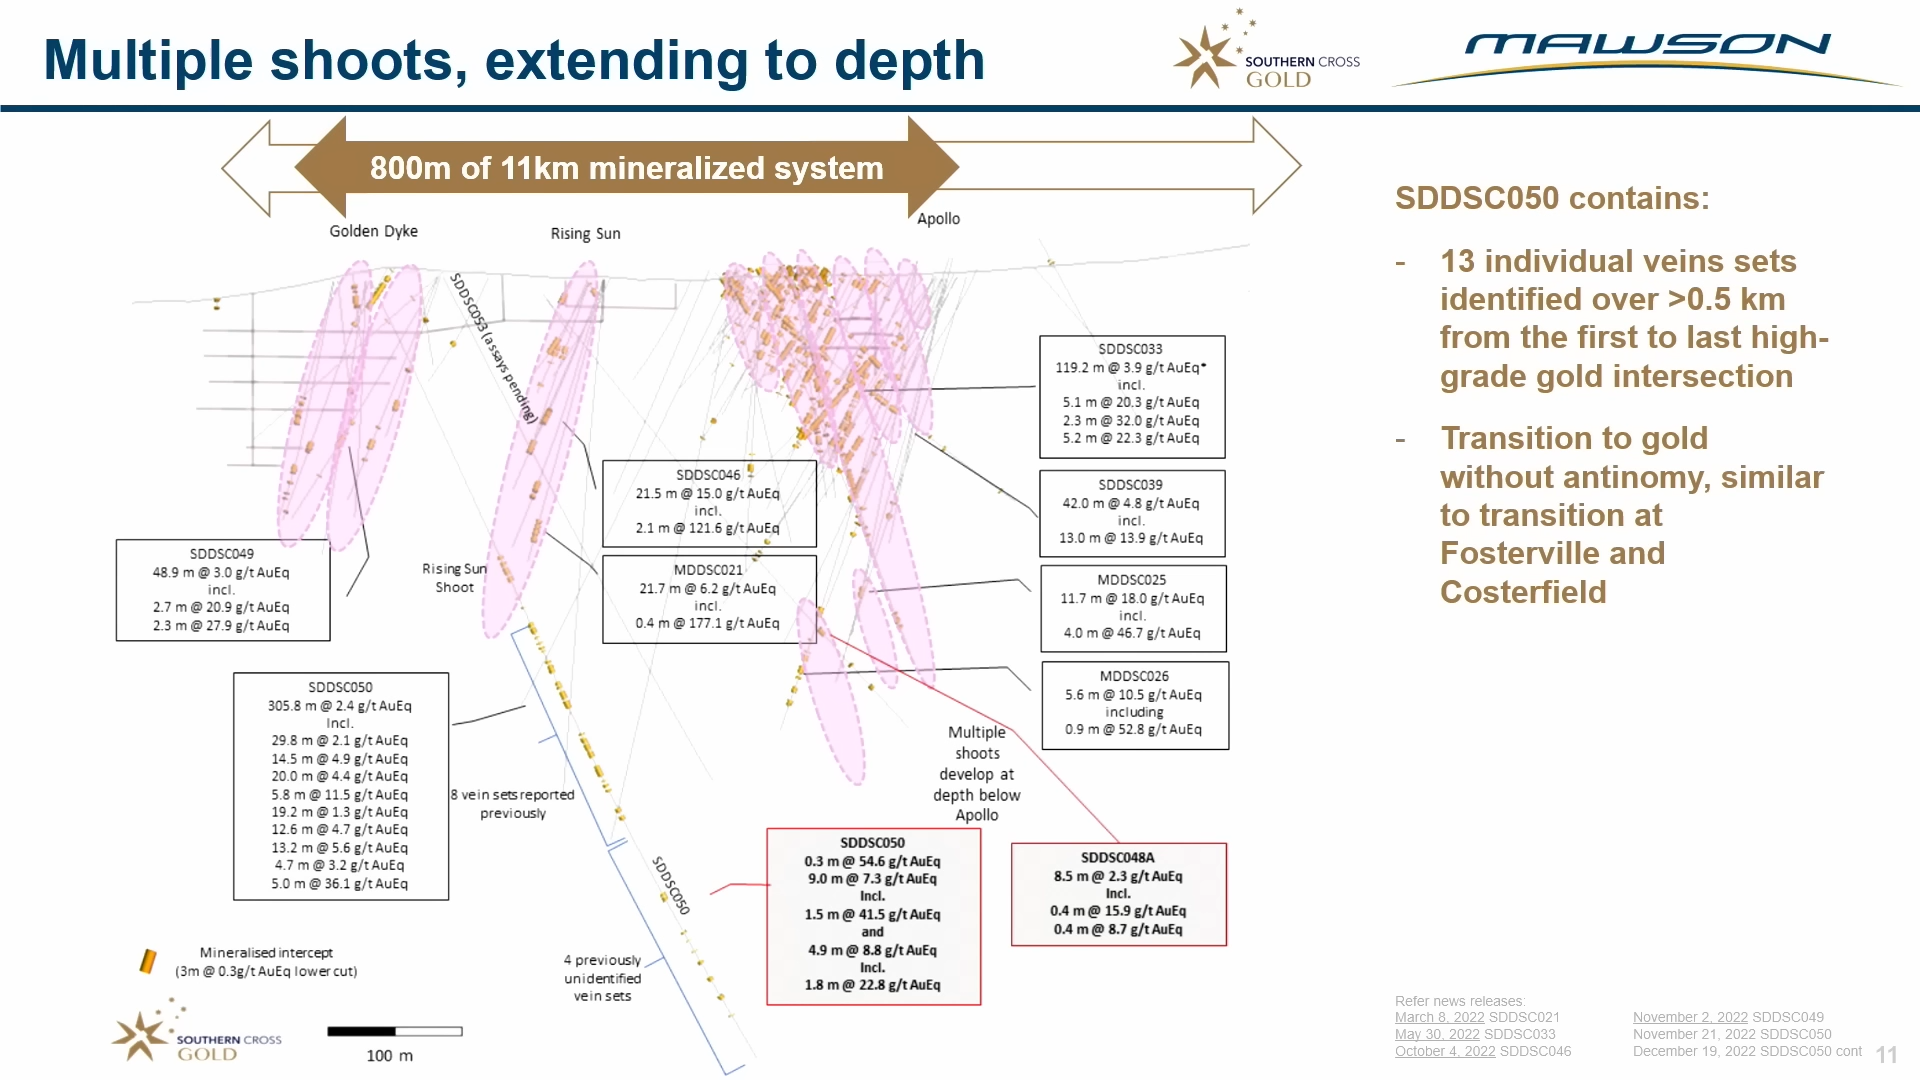 Multiple shoots, extending to depth
SOUTHERN CROSS
GOLD
MAWSON
800m of 11km mineralized system
Golden Dyke
Rising Sun
Apollo
SDDSC053 (assays pending)
SDDSC050 contains:
- 13 individual veins sets
identified over >0.5 km
from the first to last high-
grade gold intersection
- Transition to gold
without antinomy, similar
to transition at
Fosterville and
Costerfield
SDDSC033
119.2 m @ 3.9 g/t AuEq*
incl.
5.1 m @ 20.3 g/t AuEq
2.3 m @ 32.0 g/t AuEq
5.2 m @ 22.3 g/t AuEq
SDDSC046
21.5 m @ 15.0 g/t AuEq
incl.
2.1 m @ 121.6 g/t AuEq
SDDSC039
42.0 m @ 4.8 g/t AuEq
incl.
13.0 m @ 13.9 g/t AuEq
SDDSC049
48.9 m @ 3.0 g/t AuEq
incl.
2.7 m @ 20.9 g/t AuEq
2.3 m @ 27.9 g/t AuEq
Rising Sun
Shoot
MDDSC021
21.7 m @ 6.2 g/t AuEq
incl.
0.4 m @ 177.1 g/t AuEq
MDDSC025
11.7 m @ 18.0 g/t AuEq
incl.
4.0 m @ 46.7 g/t AuEq
MDDSC026
5.6 m @ 10.5 g/t AuEq
including
0.9 m @ 52.8 g/t AuEq
SDDSC050
305.8 m @ 2.4 g/t AuEq
Incl.
29.8 m @ 2.1 g/t AuEq
14.5 m @ 4.9 g/t AuEq
20.0 m @ 4.4 g/t AuEq
5.8 m @ 11.5 g/t AuEq
19.2 m @ 1.3 g/t AuEq
12.6 m @ 4.7 g/t AuEq
13.2 m @ 5.6 g/t AuEq
4.7 m @ 3.2 g/t AuEq
5.0 m @ 36.1 g/t AuEq
8 vein sets reported
previously
Multiple
shoots
develop at
depth below
Apollo
SDDSC050
SDDSC050
0.3 m @ 54.6 g/t AuEq
9.0 m @ 7.3 g/t AuEq
Incl.
1.5 m @ 41.5 g/t AuEq
and
4.9 m @ 8.8 g/t AuEq
Incl.
1.8 m @ 22.8 g/t AuEq
SDDSC048A
8.5 m @ 2.3 g/t AuEq
Incl.
0.4 m @ 15.9 g/t AuEq
0.4 m @ 8.7 g/t AuEq
Mineralised intercept
(3m @ 0.3g/t AuEq lower cut)
4 previously
unidentified
vein sets
SOUTHERN CROSS
GOLD
100 m
Refer news releases:
March 8, 2022 SDDSC021
May 30, 2022 SDDSC033
October 4, 2022 SDDSC046
November 2, 2022 SDDSC049
November 21, 2022 SDDSC050
December 19, 2022 SDDSC050 cont
11